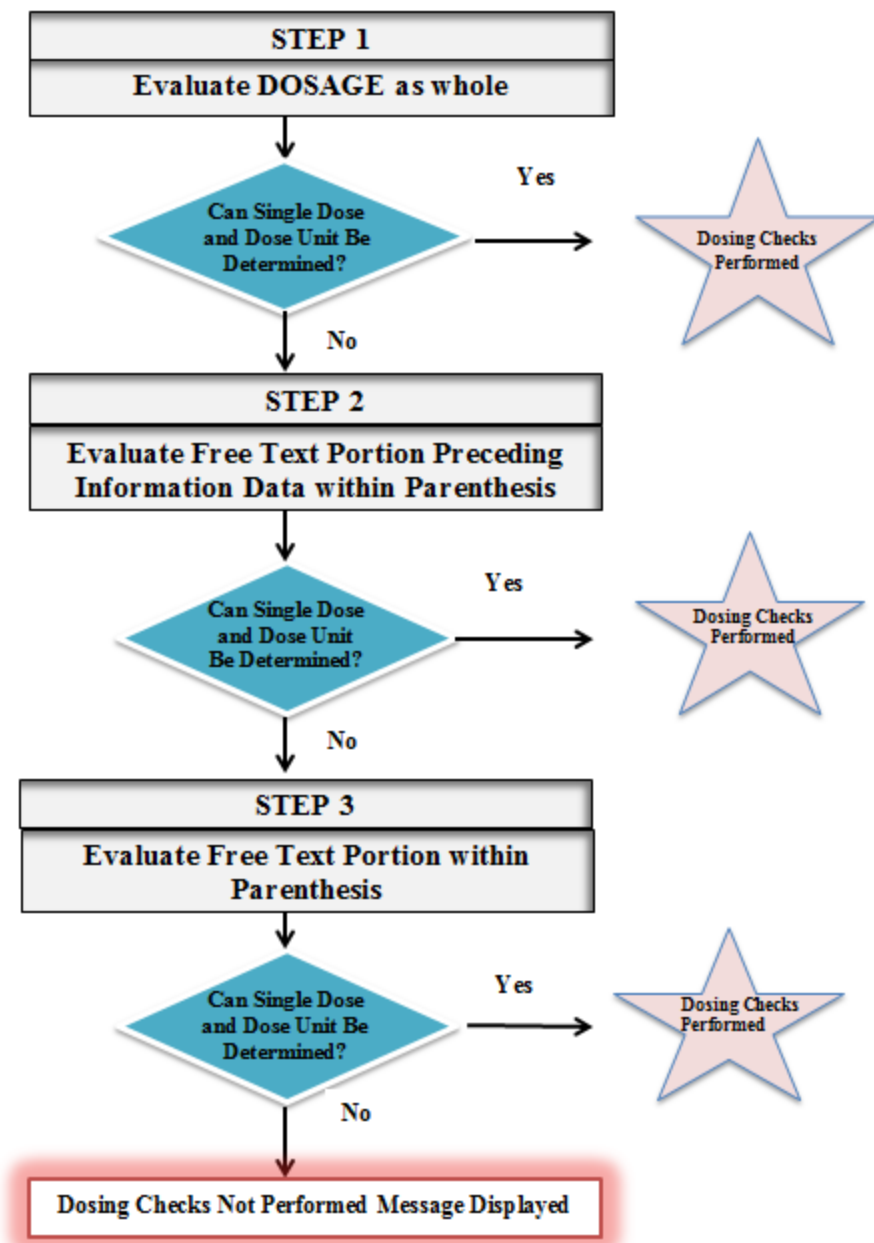 STEP 1
Evaluate DOSAGE as whole
Yes
Can Single Dose
and Dose Unit Be
Determined?
Dosing Checks
Performed
No
STEP 2
Evaluate Free Text Portion Preceding
Information Data within Parenthesis
Yes
Can Single Dose
and Dose Unit
Be Determined?
Dosing Checks
Performed
No
STEP 3
Evaluate Free Text Portion within
Parenthesis
Yes
Can Single Dose
and Dose Unit Be
Determined?
Dosing Checks
Performed
No
Dosing Checks Not Performed Message Displayed